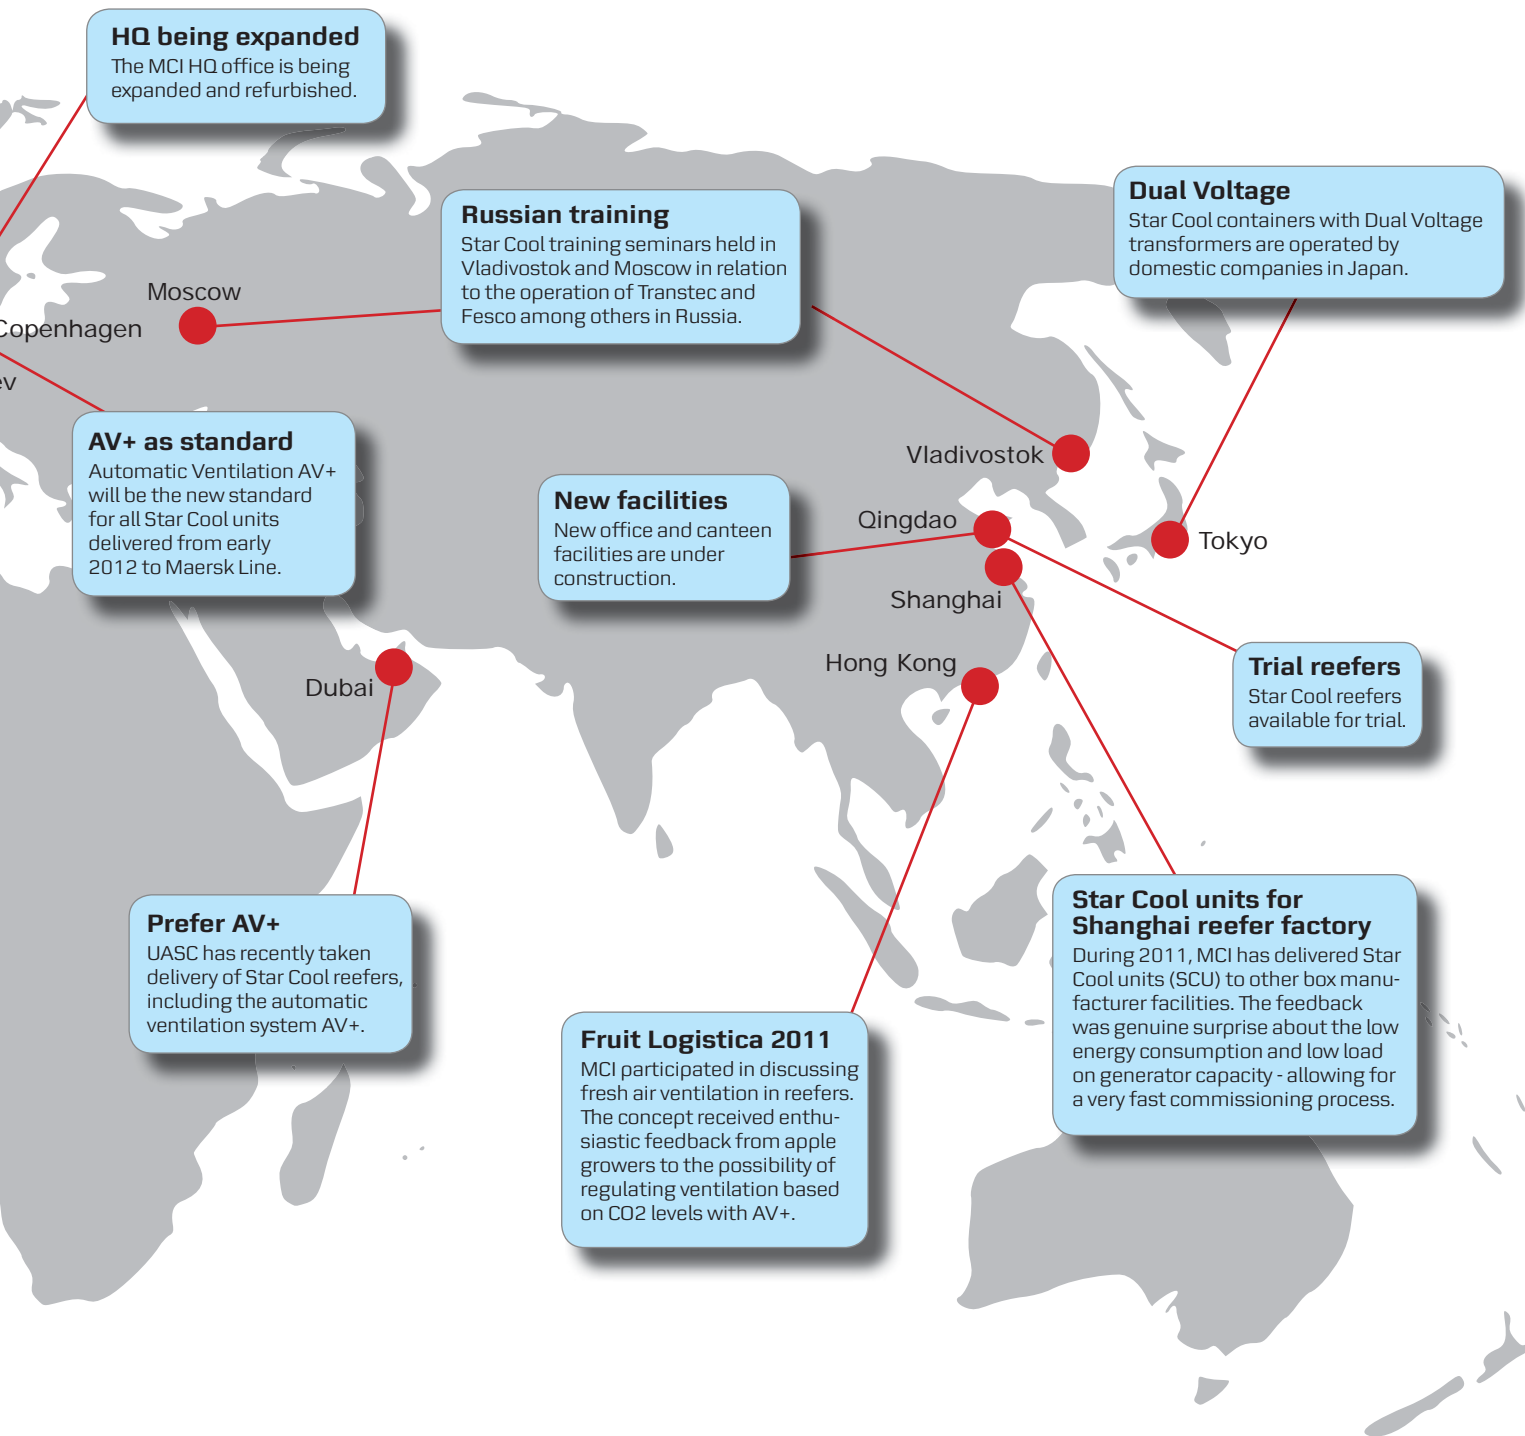 HQ being expanded
The MCI HQ office is being
expanded and refurbished.
Russian training
Star Cool training seminars held in
Vladivostok and Moscow in relation
to the operation of Transtec and
Fesco among others in Russia.
Dual Voltage
Star Cool containers with Dual Voltage
transformers are operated by
domestic companies in Japan.
Moscow
Copenhagen
ev
AV+ as standard
Automatic Ventilation AV+
will be the new standard
for all Star Cool units
delivered from early
2012 to Maersk Line.
Vladivostok
New facilities
New office and canteen
facilities are under
construction.
Qingdao
Tokyo
Shanghai
Hong Kong
Dubai
Trial reefers
Star Cool reefers
available for trial.
Prefer AV+
UASC has recently taken
delivery of Star Cool reefers,
including the automatic
ventilation system AV+.
Fruit Logistica 2011
MCI participated in discussing
fresh air ventilation in reefers.
The concept received enthu-
siastic feedback from apple
growers to the possibility of
regulating ventilation based
on CO2 levels with AV+.
Star Cool units for
Shanghai reefer factory
During 2011, MCI has delivered Star
Cool units (SCU) to other box manu-
facturer facilities. The feedback
was genuine surprise about the low
energy consumption and low load
on generator capacity - allowing for
a very fast commissioning process.